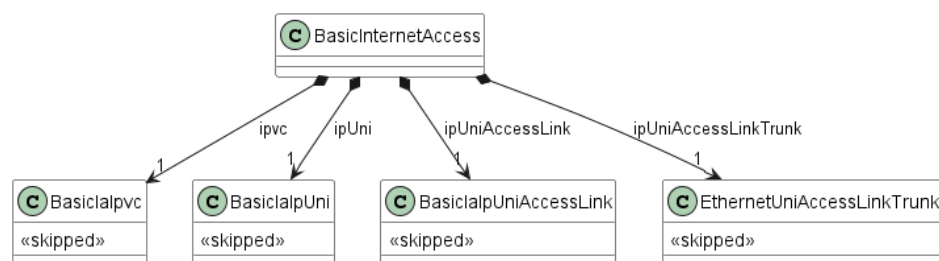 C BasicInternetAccess
ipvc
ipUni
ipUniAccessLink
ipUniAccessLinkTrunk
1
1
1
1
C BasicIaIpvc
C BasicIaIpUni
C BasicIaIpUniAccessLink
C EthernetUniAccessLinkTrunk
«skipped»
«skipped»
«skipped»
«skipped»